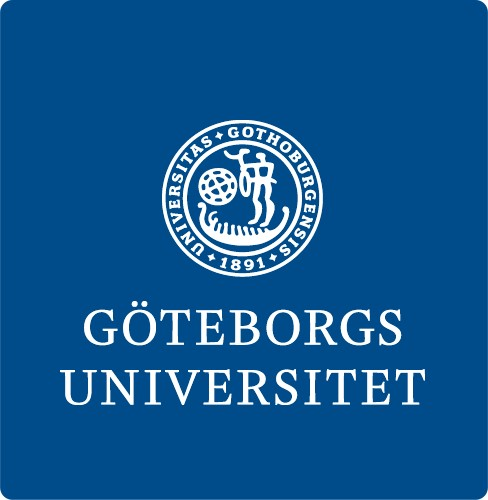 UNIVERSITAS ✦ GOTHOBURGENSIS ✦ 1891 ✦
GÖTEBORGS
UNIVERSITET